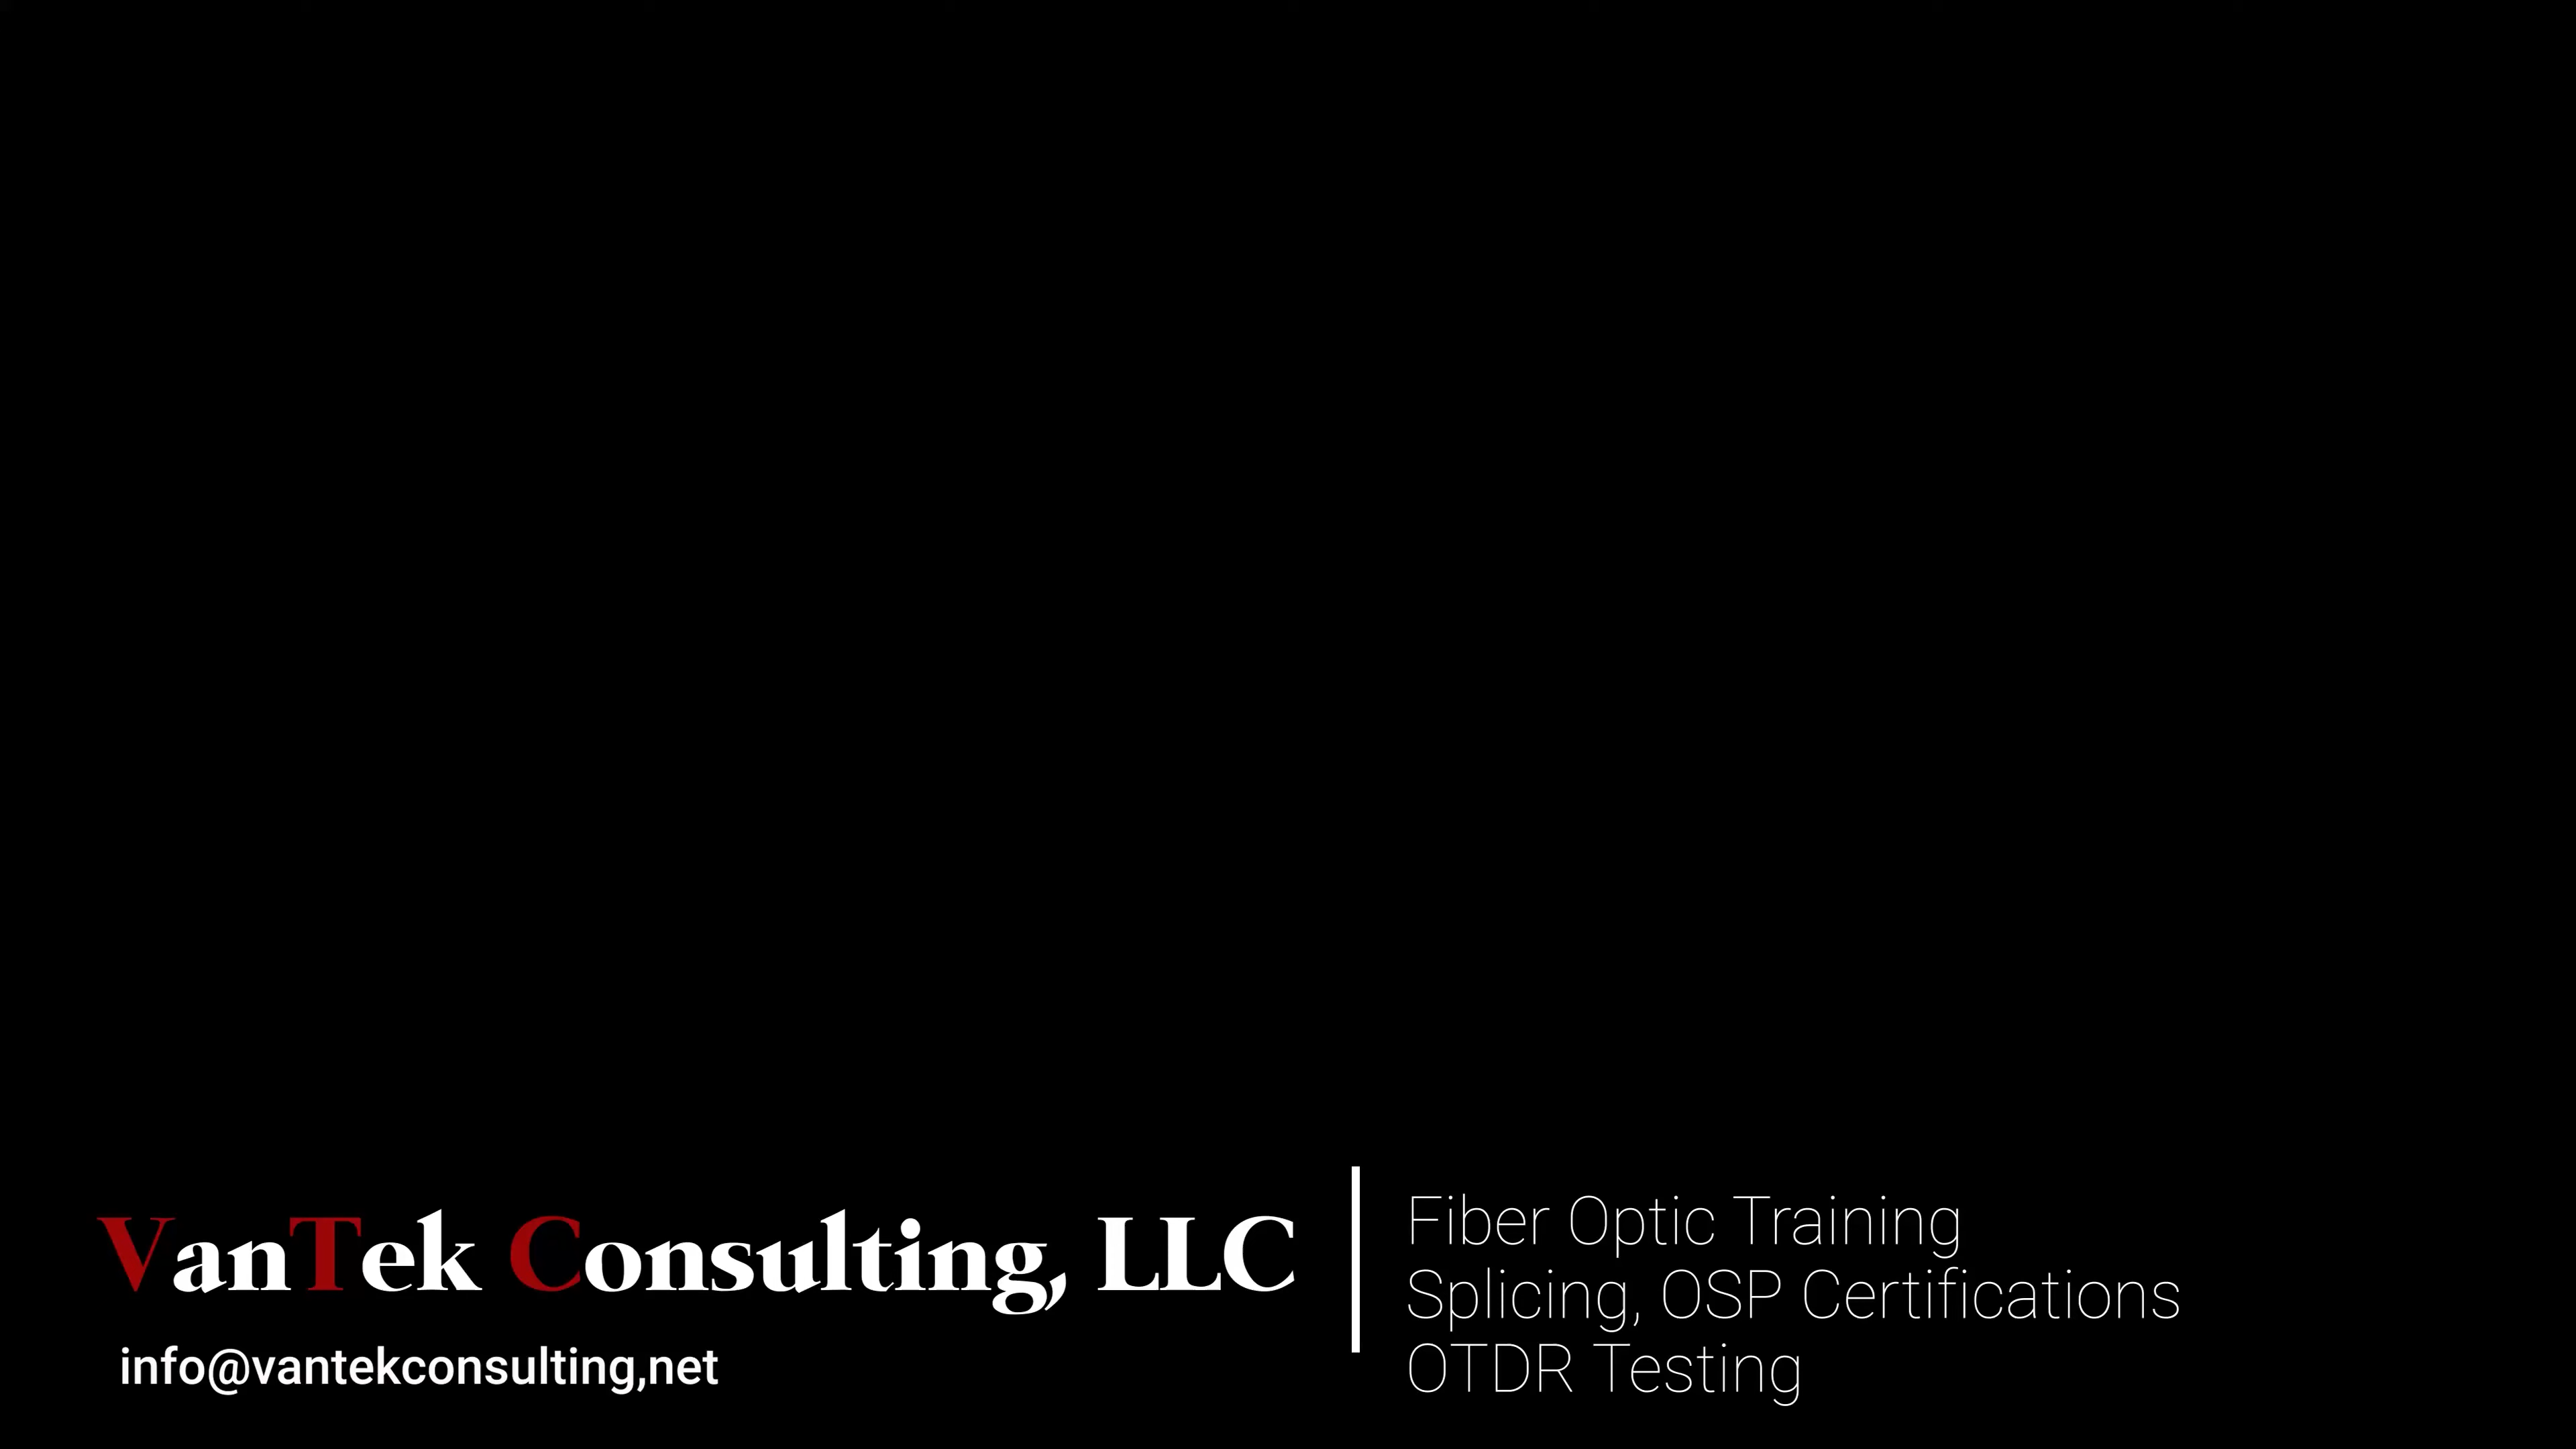 VanTek Consulting, LLC
info@vantekconsulting,net
Fiber Optic Training
Splicing, OSP Certifications
OTDR Testing